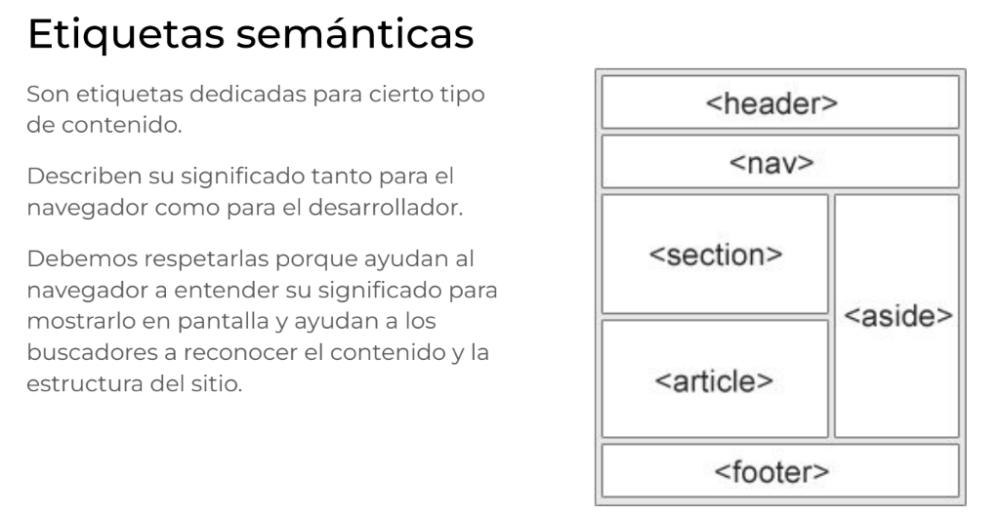 Etiquetas semánticas
Son etiquetas dedicadas para cierto tipo
de contenido.
Describen su significado tanto para el
navegador como para el desarrollador.
Debemos respetarlas porque ayudan al
navegador a entender su significado para
mostrarlo en pantalla y ayudan a los
buscadores a reconocer el contenido y la
estructura del sitio.
<header>
<nav>
<section>
<aside>
<article>
<footer>